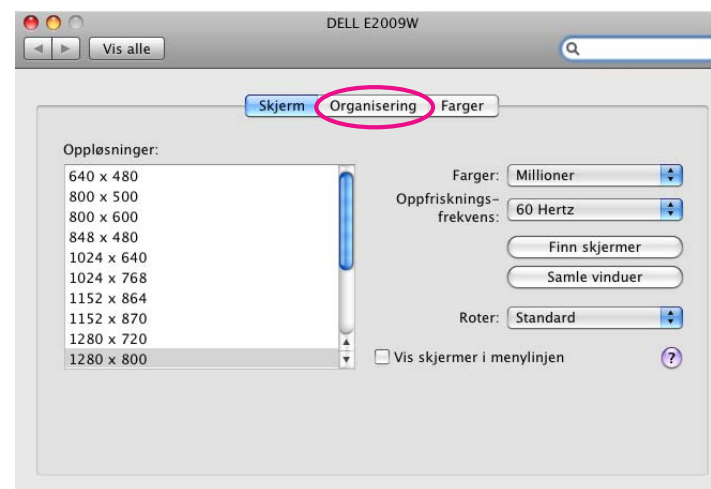 DELL E2009W
Vis alle
Skjerm Organisering Farger
Oppløsninger:
640 x 480
800 x 500
800 x 600
848 x 480
1024 x 640
1024 x 768
1152 x 864
1152 x 870
1280 x 720
1280 x 800
Farger: Millioner
Oppfrisknings-
frekvens: 60 Hertz
Finn skjermer
Samle vinduer
Roter: Standard
Vis skjermer i menylinjen ?